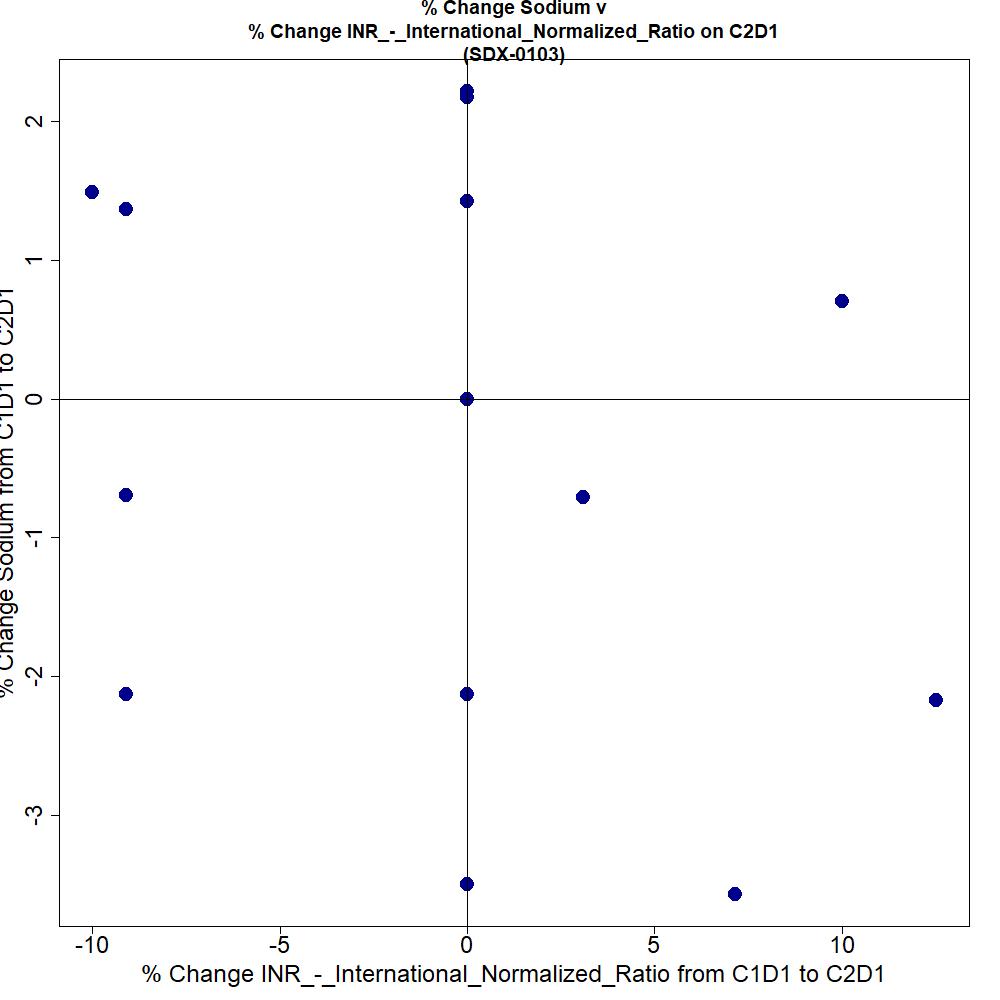 % Change Sodium v
% Change INR_-_International_Normalized_Ratio on C2D1
(SDX-0103)
% Change Sodium from C1D1 to C2D1
2
1
0
-1
-2
-3
-10
-5
0
5
10
% Change INR_-_International_Normalized_Ratio from C1D1 to C2D1